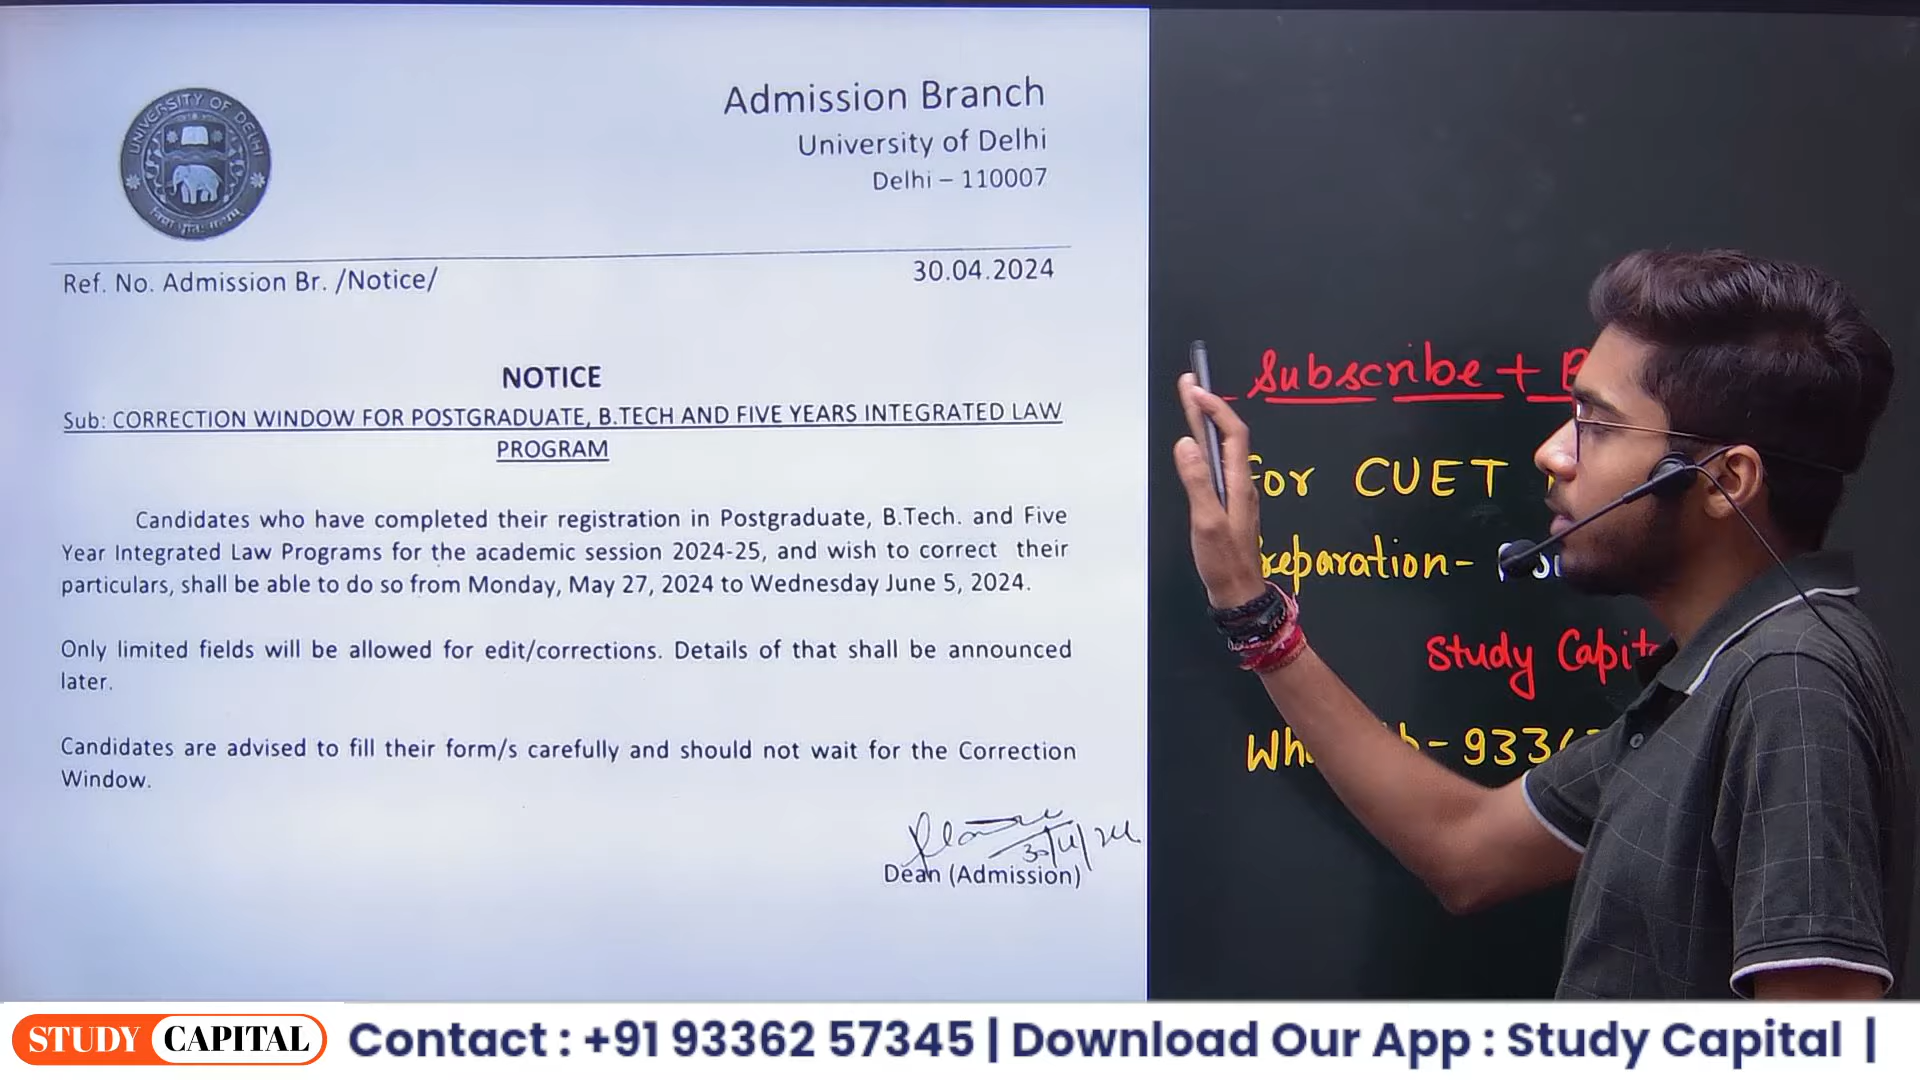 UNIVERSITY OF DELHI
Admission Branch
University of Delhi
Delhi – 110007
Ref. No. Admission Br. /Notice/
30.04.2024
NOTICE
Sub: CORRECTION WINDOW FOR POSTGRADUATE, B.TECH AND FIVE YEARS INTEGRATED LAW
PROGRAM
Candidates who have completed their registration in Postgraduate, B.Tech. and Five
Year Integrated Law Programs for the academic session 2024-25, and wish to correct their
particulars, shall be able to do so from Monday, May 27, 2024 to Wednesday June 5, 2024.
Only limited fields will be allowed for edit/corrections. Details of that shall be announced
later.
Candidates are advised to fill their form/s carefully and should not wait for the Correction
Window.
30/4/24
Dean (Admission)
Subscribe +
For CUET
Preparation-
Study
- 9336
STUDY CAPITAL
Contact : +91 93362 57345 | Download Our App : Study Capital |